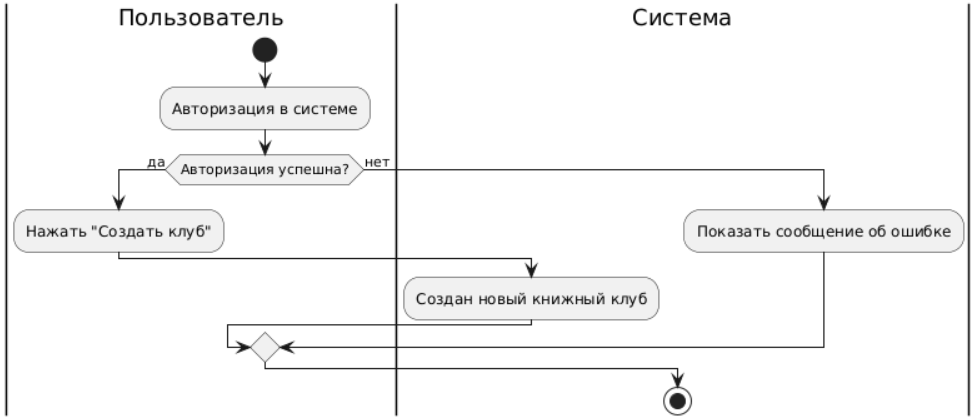 Пользователь
Система
Авторизация в системе
да
Авторизация успешна?
нет
Нажать "Создать клуб"
Показать сообщение об ошибке
Создан новый книжный клуб